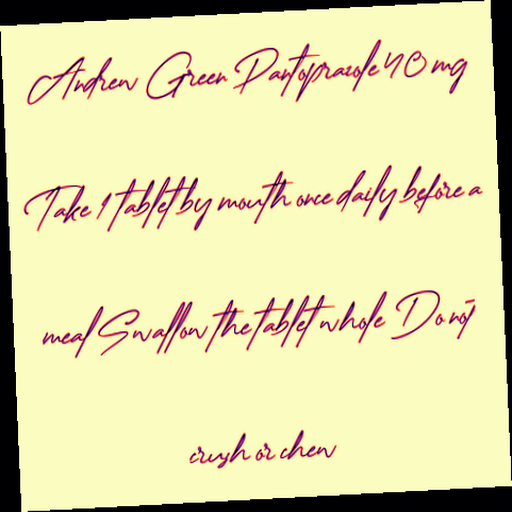 Andrew Green Pantoprazole 40 mg
Take 1 tablet by mouth once daily before a
meal Swallow the tablet whole Do not
crush or chew